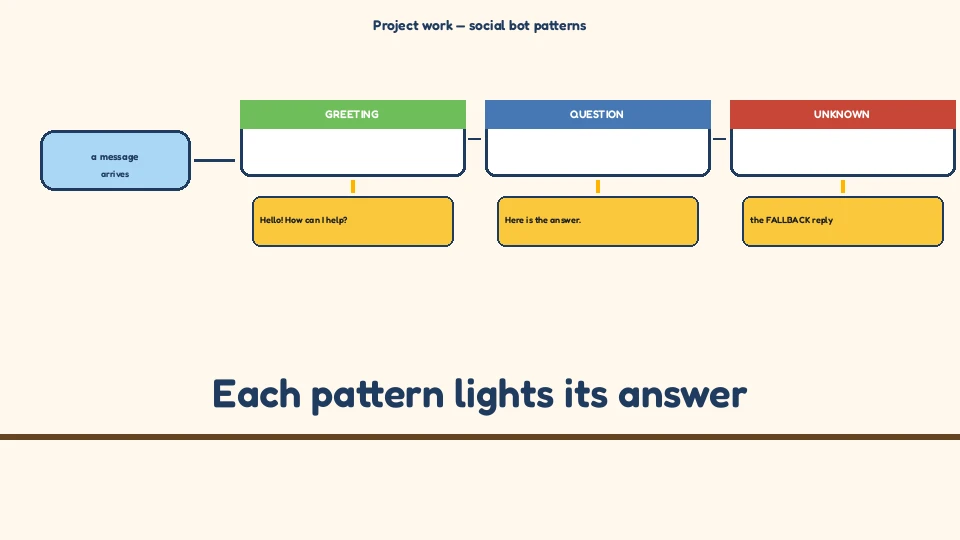 Project work — social bot patterns
GREETING
QUESTION
UNKNOWN
a message
arrives
Hello! How can I help?
Here is the answer.
the FALLBACK reply
Each pattern lights its answer